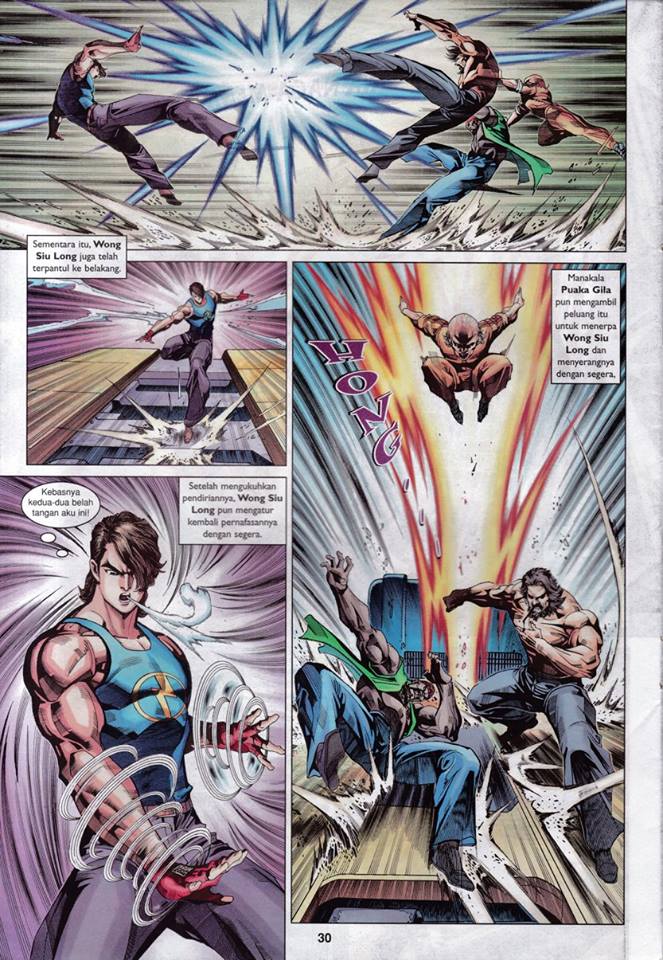 Sementara itu, Wong
Siu Long juga telah
terpantul ke belakang.
Manakala
Puaka Gila
pun mengambil
peluang itu
untuk menerpa
Wong Siu
Long dan
menyerangnya
dengan segera.
HONG
Kebasnya
kedua-dua belah
tangan aku ini!
Setelah mengukuhkan
pendiriannya, Wong Siu
Long pun mengatur
kembali pernafasannya
dengan segera.
30